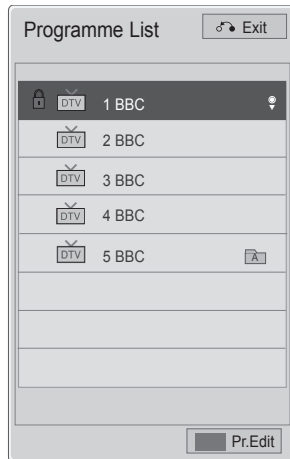 Programme List Exit
DTV 1 BBC
DTV 2 BBC
DTV 3 BBC
DTV 4 BBC
DTV 5 BBC A
Pr.Edit